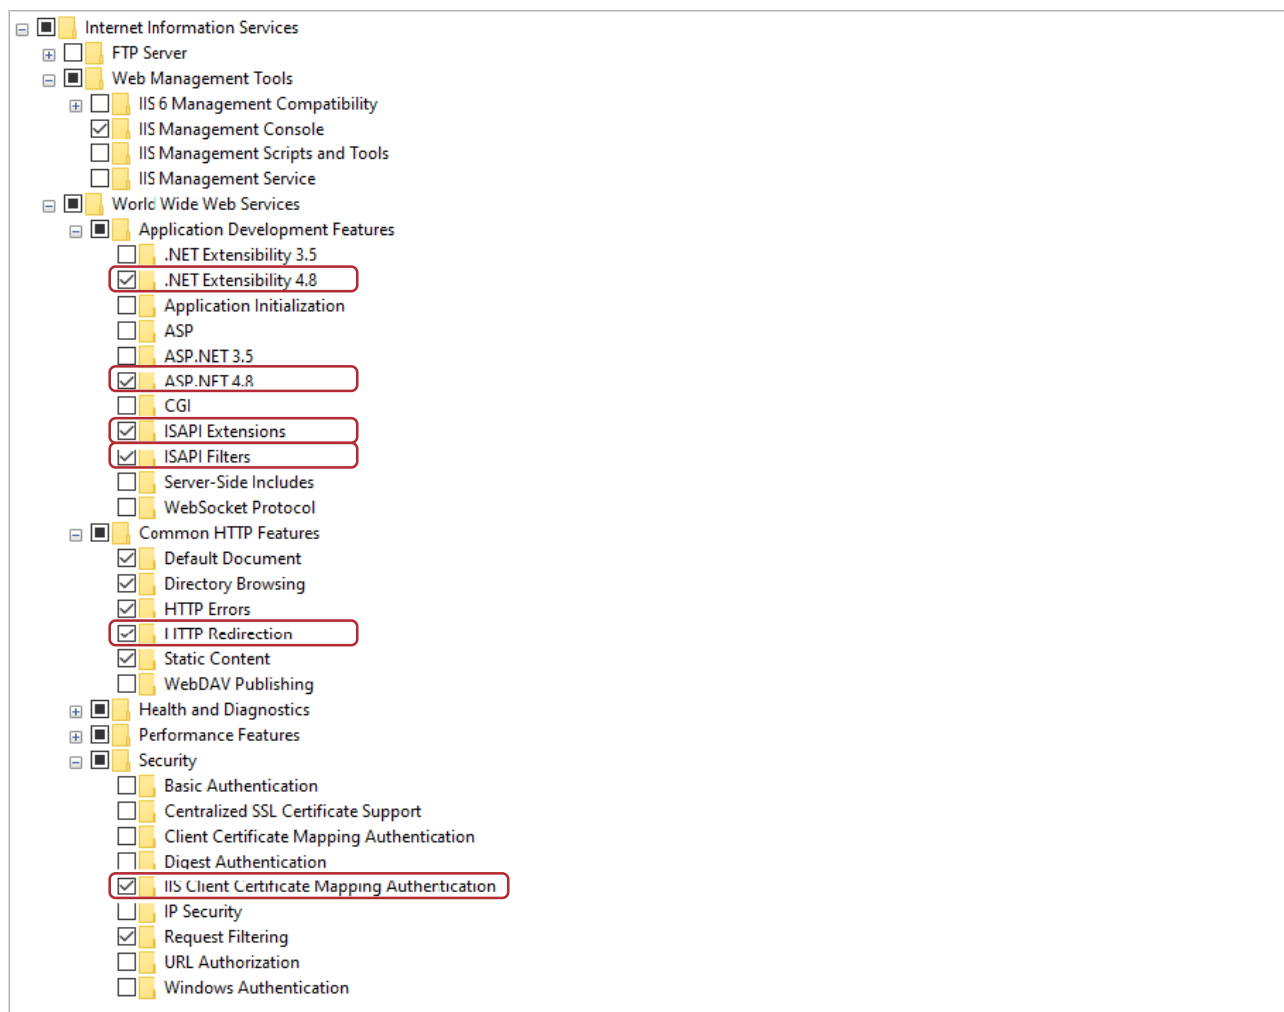 Internet Information Services
FTP Server
Web Management Tools
IIS 6 Management Compatibility
IIS Management Console
IIS Management Scripts and Tools
IIS Management Service
World Wide Web Services
Application Development Features
.NET Extensibility 3.5
.NET Extensibility 4.8
Application Initialization
ASP
ASP.NET 3.5
ASP.NET 4.8
CGI
ISAPI Extensions
ISAPI Filters
Server-Side Includes
WebSocket Protocol
Common HTTP Features
Default Document
Directory Browsing
HTTP Errors
HTTP Redirection
Static Content
WebDAV Publishing
Health and Diagnostics
Performance Features
Security
Basic Authentication
Centralized SSL Certificate Support
Client Certificate Mapping Authentication
Digest Authentication
IIS Client Certificate Mapping Authentication
IP Security
Request Filtering
URL Authorization
Windows Authentication